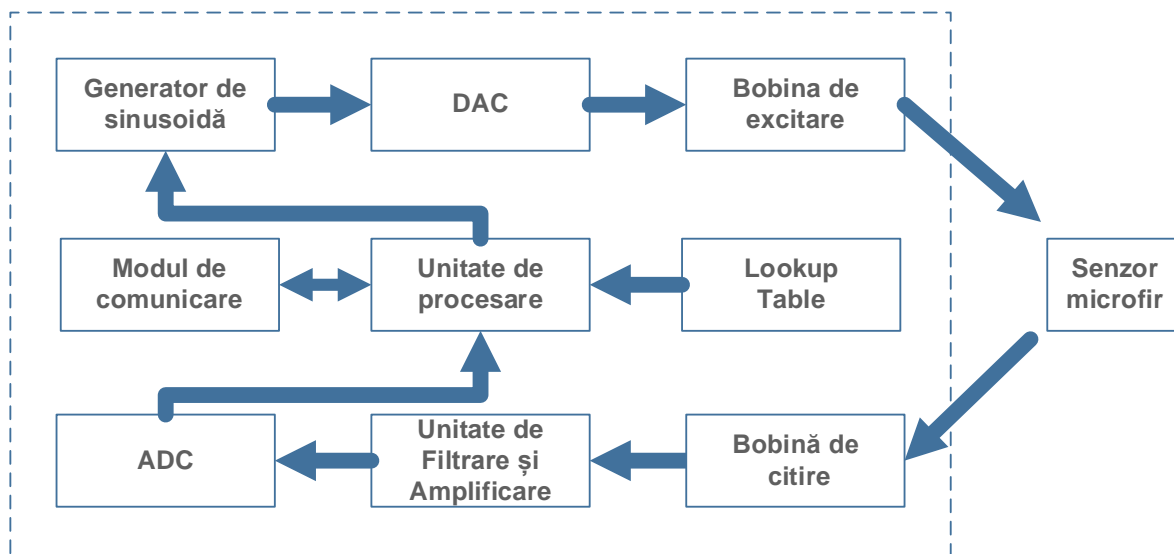 Generator de
sinusoidă
DAC
Bobina de
excitare
Modul de
comunicare
Unitate de
procesare
Lookup
Table
Senzor
microfir
ADC
Unitate de
Filtrare și
Amplificare
Bobină de
citire